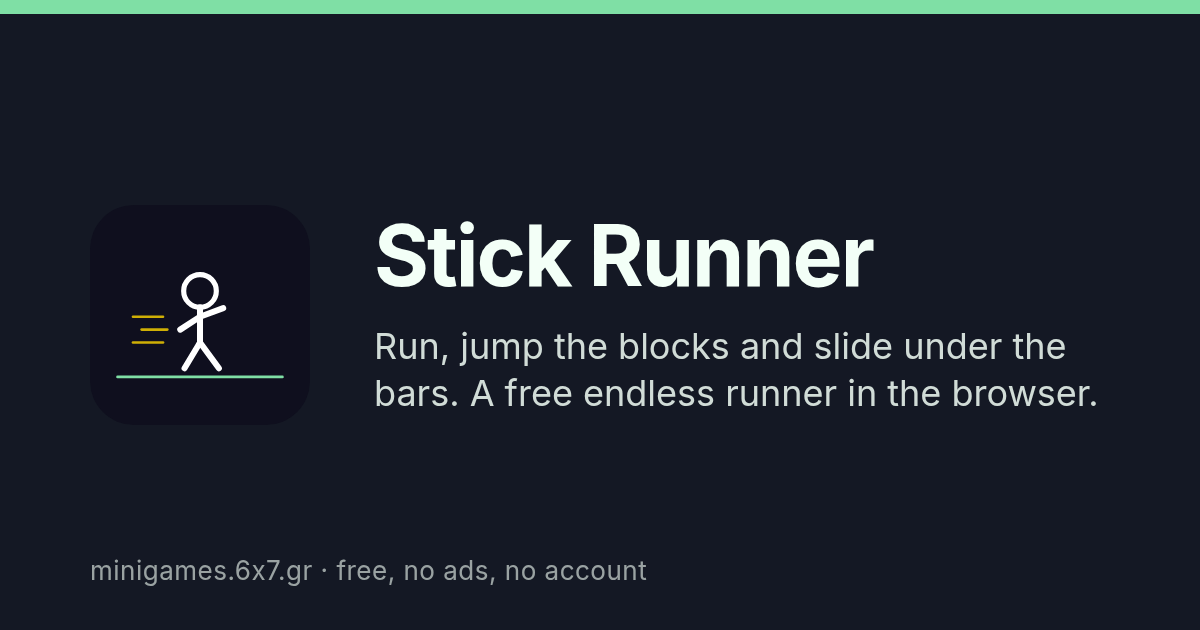 Stick Runner
Run, jump the blocks and slide under the
bars. A free endless runner in the browser.
minigames.6x7.gr · free, no ads, no account